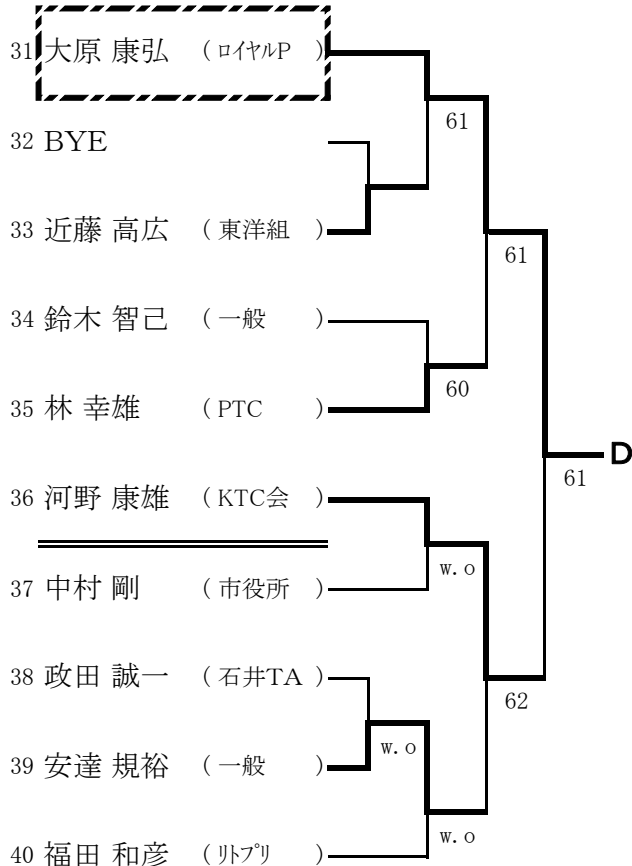 31 大原 康弘 （ロイヤルP ）
61
32 BYE
33 近藤 高広 （東洋組 ）
61
34 鈴木 智己 （一般 ）
60
35 林 幸雄 （PTC ）
D
61
36 河野 康雄 （KTC会 ）
w.o
37 中村 剛 （市役所 ）
38 政田 誠一 （石井TA ）
62
w.o
39 安達 規裕 （一般 ）
w.o
40 福田 和彦 （リトプリ ）